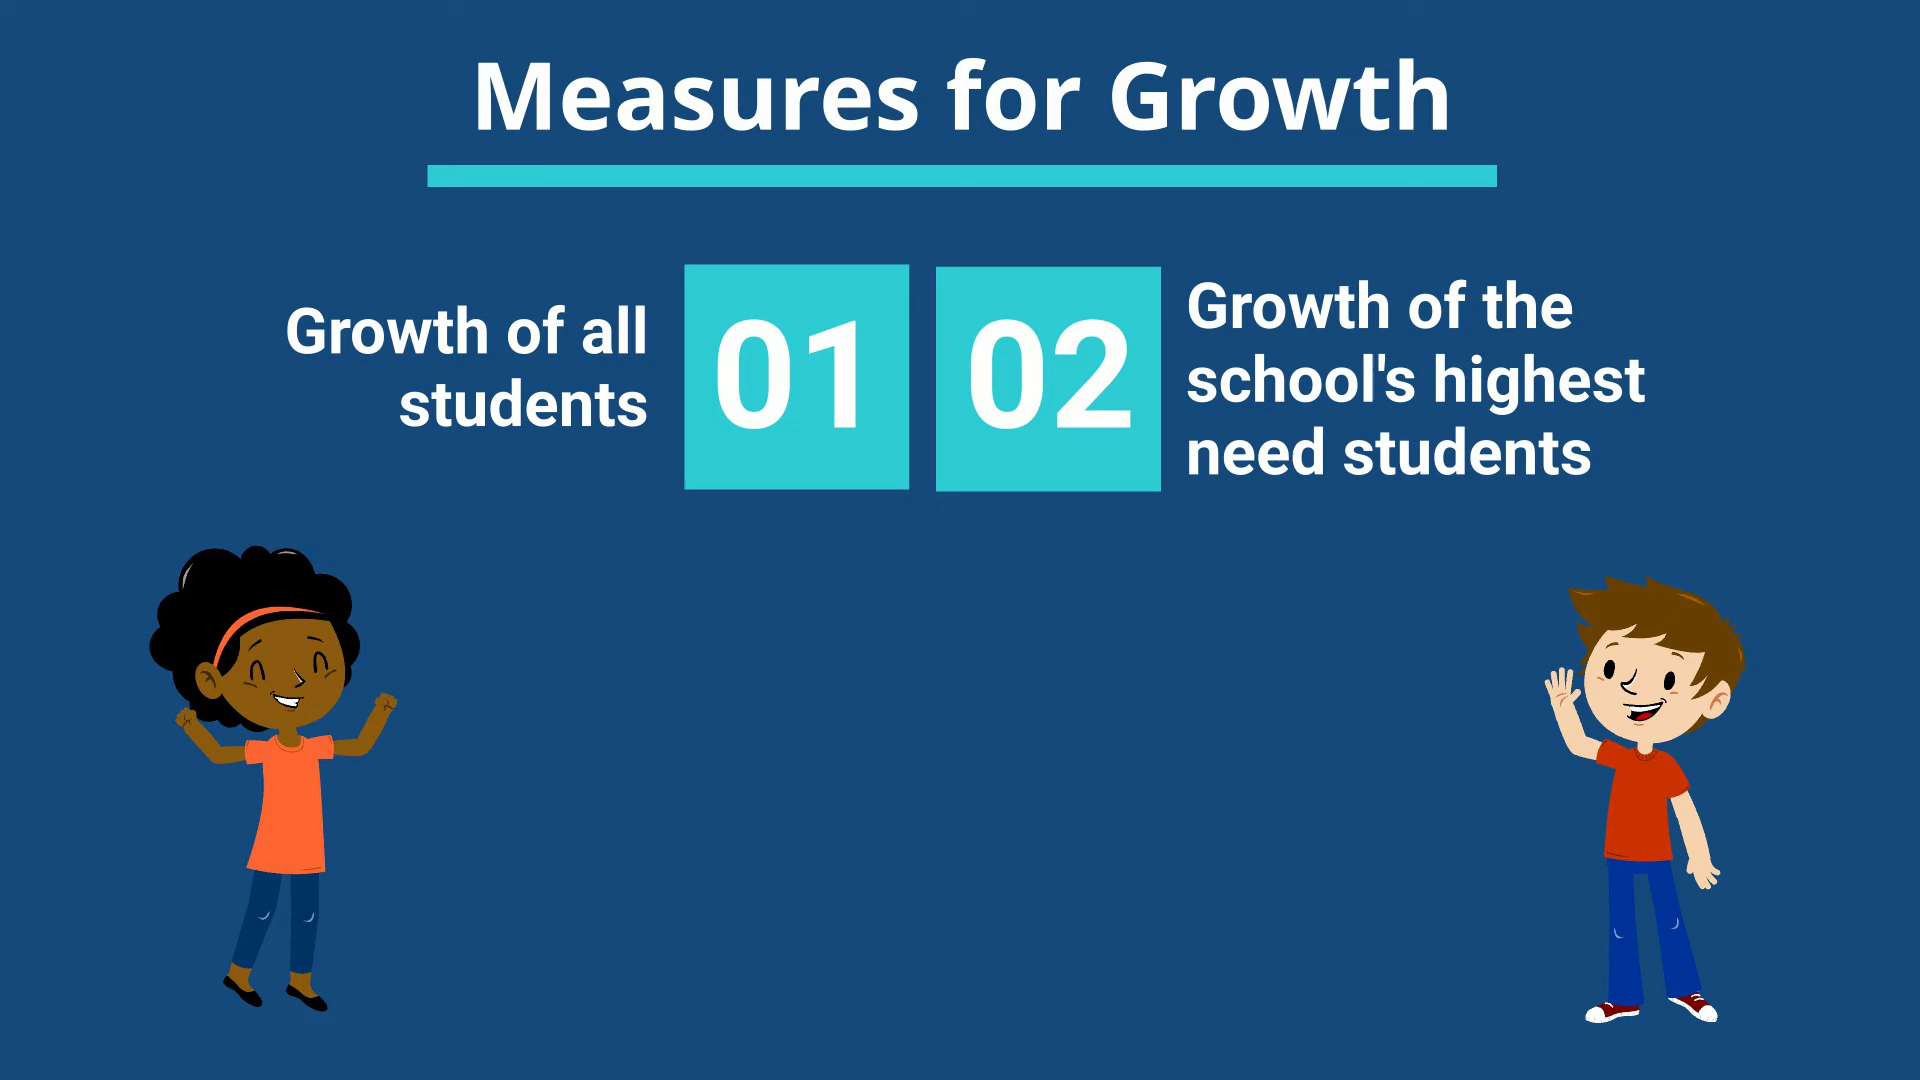 Measures for Growth
Growth of all
students
01
02
Growth of the
school's highest
need students